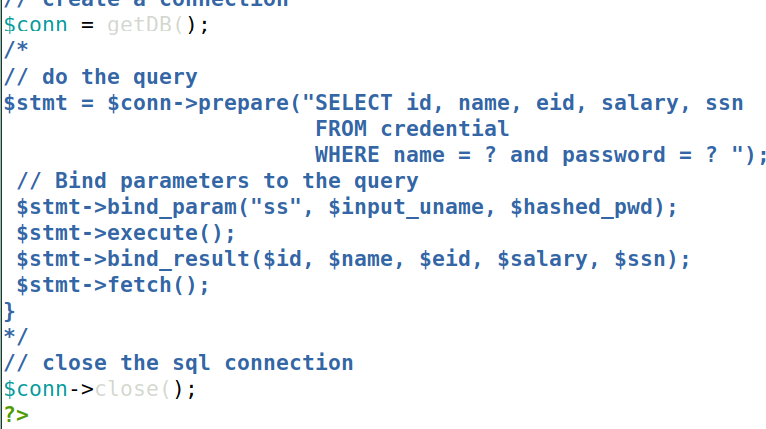 // create a connection
$conn = getDB();
/*
// do the query
$stmt = $conn->prepare("SELECT id, name, eid, salary, ssn
                        FROM credential
                        WHERE name = ? and password = ? ");
 // Bind parameters to the query
 $stmt->bind_param("ss", $input_uname, $hashed_pwd);
 $stmt->execute();
 $stmt->bind_result($id, $name, $eid, $salary, $ssn);
 $stmt->fetch();
}
*/
// close the sql connection
$conn->close();
?>